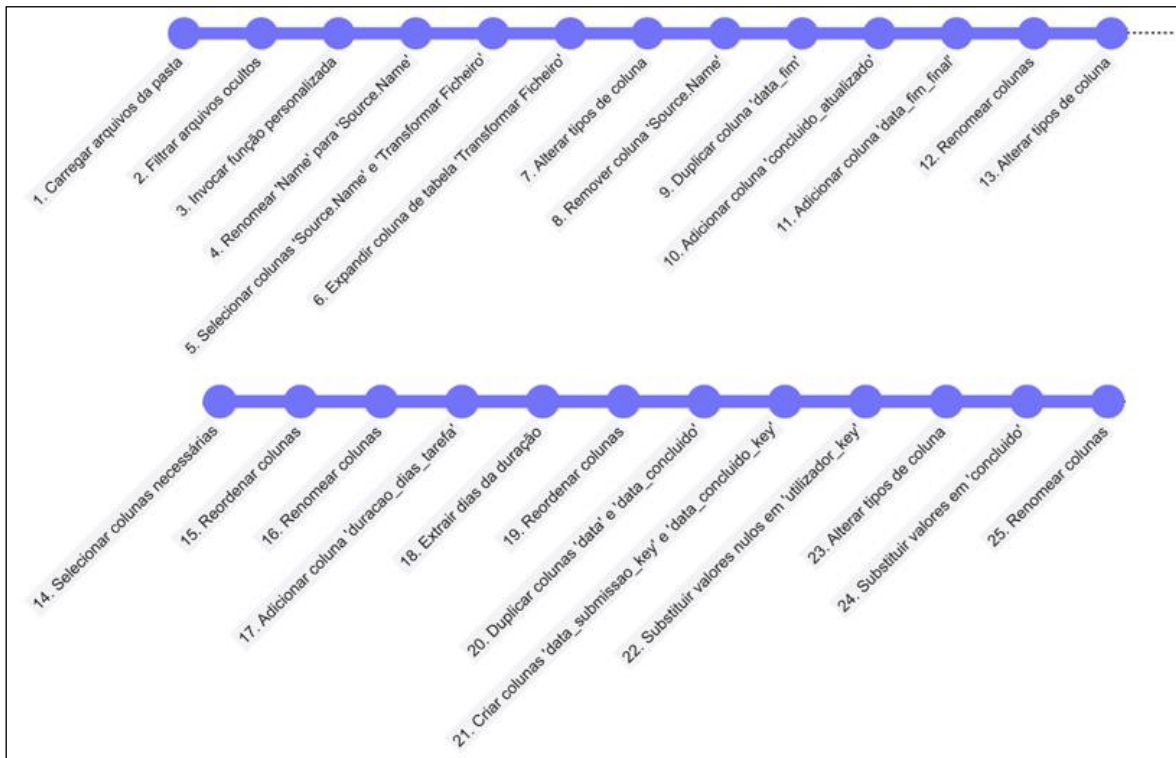 1. Carregar arquivos da pasta
2. Filtrar arquivos ocultos
3. Invocar função personalizada
4. Renomear 'Name' para 'Source.Name'
5. Selecionar colunas 'Source.Name' e 'Transformar Ficheiro'
6. Expandir coluna de tabela 'Transformar Ficheiro'
7. Alterar tipos de coluna
8. Remover coluna 'Source.Name'
9. Duplicar coluna 'data_fim'
10. Adicionar coluna 'concluido_atualizado'
11. Adicionar coluna 'data_fim_final'
12. Renomear colunas
13. Alterar tipos de coluna
14. Selecionar colunas necessárias
15. Reordenar colunas
16. Renomear colunas
17. Adicionar coluna 'duracao_dias_tarefa'
18. Extrair dias da duração
19. Reordenar colunas
20. Duplicar colunas 'data' e 'data_concluido'
21. Criar colunas 'data_submissao_key' e 'data_concluido_key'
22. Substituir valores nulos em 'utilizador_key'
23. Alterar tipos de coluna
24. Substituir valores em 'concluido'
25. Renomear colunas